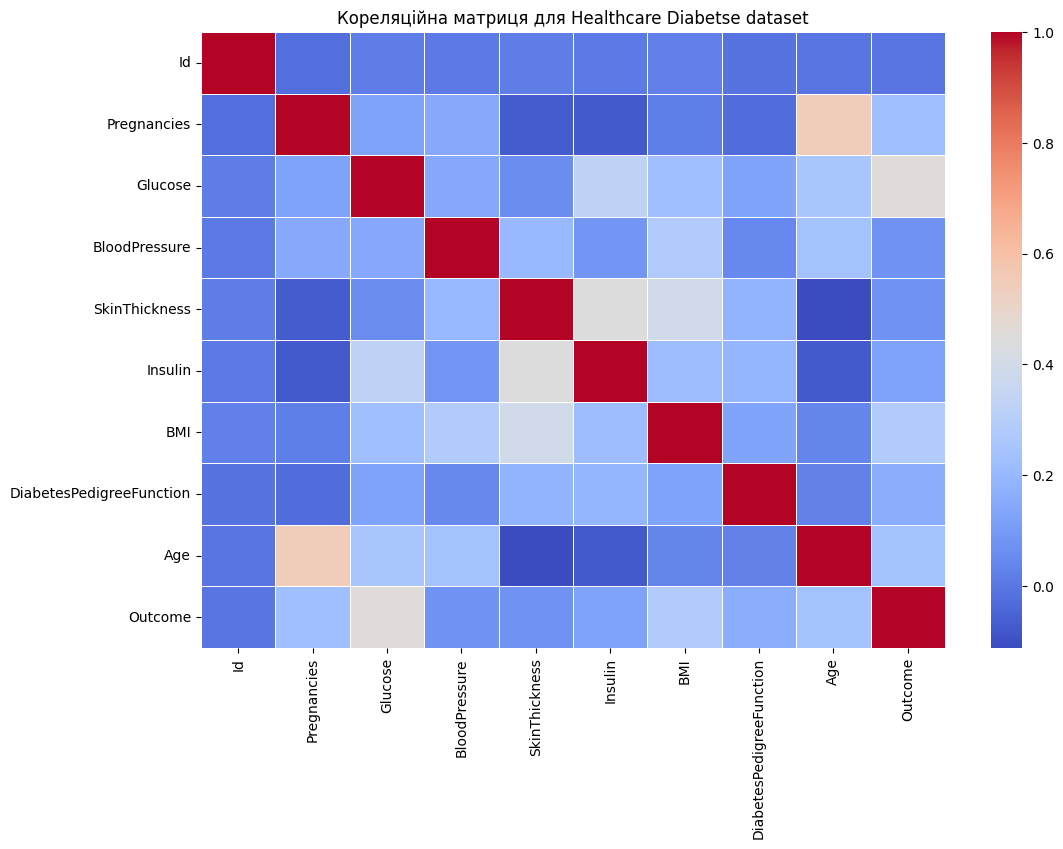 Кореляційна матриця для Healthcare Diabetse dataset
Id
Pregnancies
Glucose
BloodPressure
SkinThickness
Insulin
BMI
DiabetesPedigreeFunction
Age
Outcome
Id
Pregnancies
Glucose
BloodPressure
SkinThickness
Insulin
BMI
DiabetesPedigreeFunction
Age
Outcome
1.0
0.8
0.6
0.4
0.2
0.0